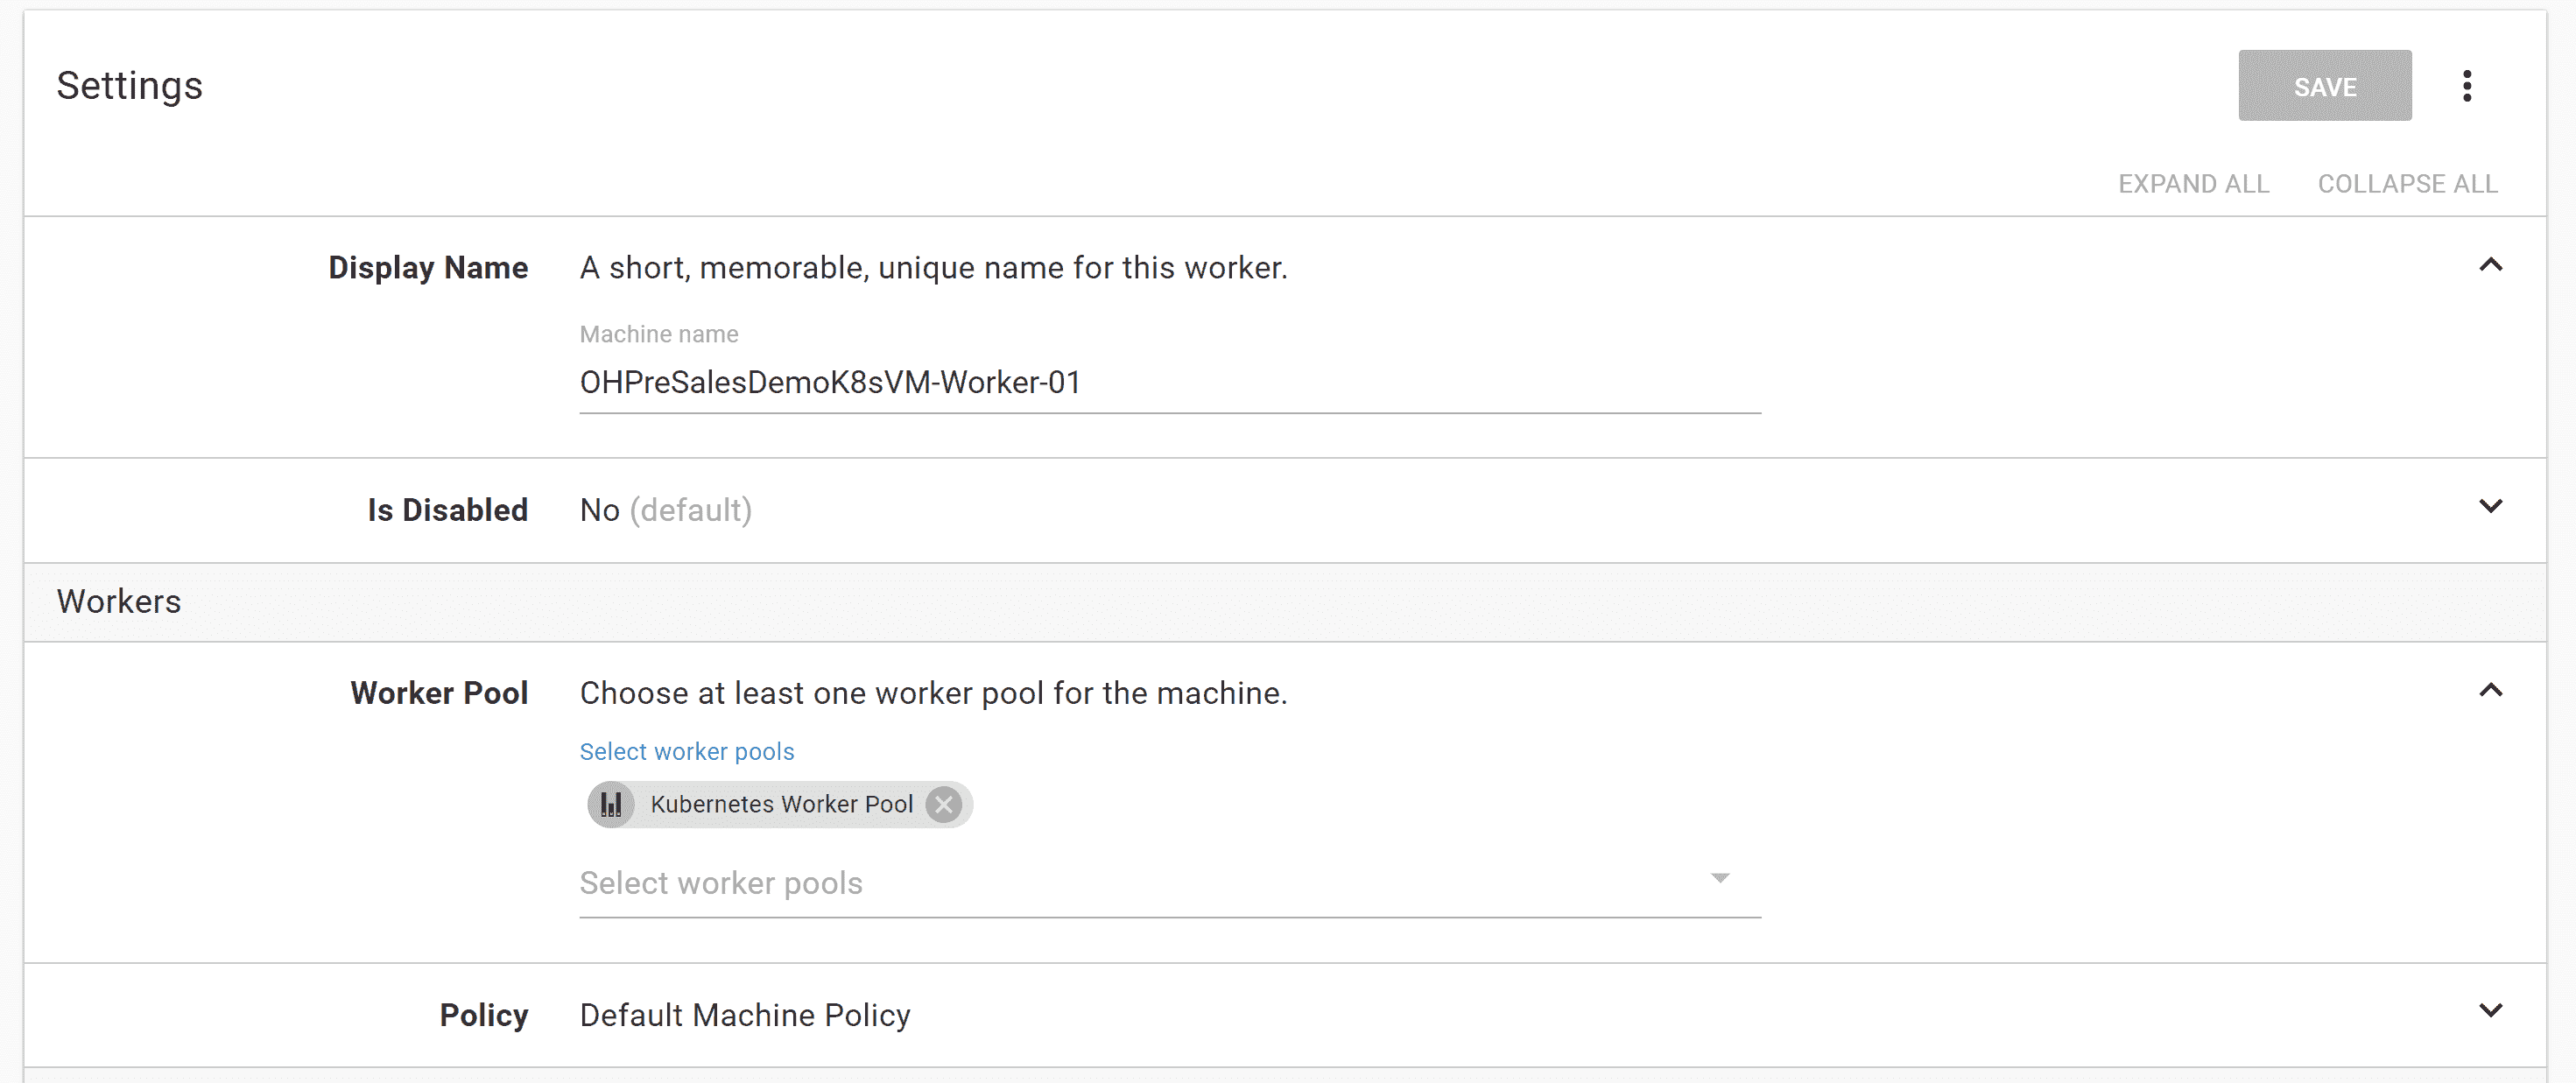 Settings
SAVE
EXPAND ALL COLLAPSE ALL
Display Name A short, memorable, unique name for this worker.
Machine name
OHPreSalesDemoK8sVM-Worker-01
Is Disabled No (default)
Workers
Worker Pool Choose at least one worker pool for the machine.
Select worker pools
Kubernetes Worker Pool
Select worker pools
Policy Default Machine Policy